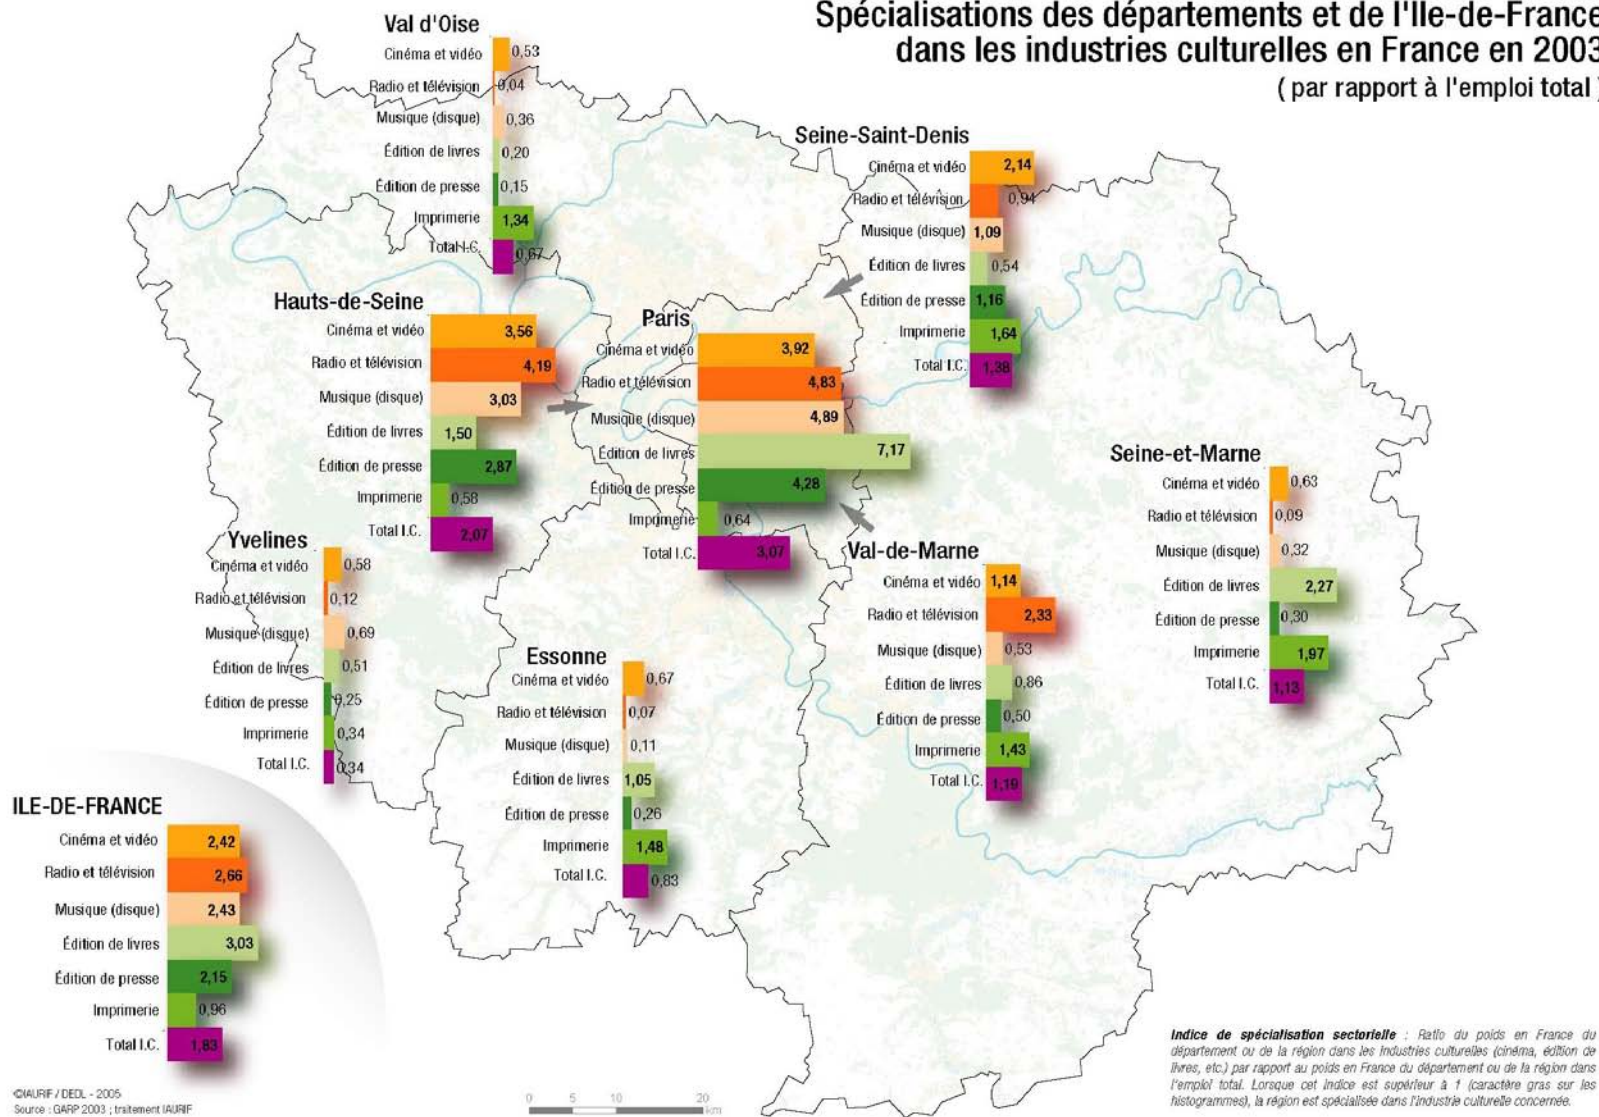 Spécialisations des départements et de l'Ile-de-France
dans les industries culturelles en France en 2003
( par rapport à l'emploi total )
Val d'Oise
Cinéma et vidéo 0,53
Radio et télévision 0,04
Musique (disque) 0,36
Édition de livres 0,20
Édition de presse 0,15
Imprimerie 1,34
Total I.C. 0,67
Seine-Saint-Denis
Cinéma et vidéo 2,14
Radio et télévision 0,94
Musique (disque) 1,09
Édition de livres 0,54
Édition de presse 1,16
Imprimerie 1,64
Total I.C. 1,38
Hauts-de-Seine
Cinéma et vidéo 3,56
Radio et télévision 4,19
Musique (disque) 3,03
Édition de livres 1,50
Édition de presse 2,87
Imprimerie 0,58
Total I.C. 2,07
Paris
Cinéma et vidéo 3,92
Radio et télévision 4,83
Musique (disque) 4,89
Édition de livres 7,17
Édition de presse 4,28
Imprimerie 0,64
Total I.C. 3,07
Seine-et-Marne
Cinéma et vidéo 0,63
Radio et télévision 0,09
Musique (disque) 0,32
Édition de livres 2,27
Édition de presse 0,30
Imprimerie 1,97
Total I.C. 1,13
Yvelines
Cinéma et vidéo 0,58
Radio et télévision 0,12
Musique (disque) 0,69
Édition de livres 0,51
Édition de presse 0,25
Imprimerie 0,34
Total I.C. 0,34
Val-de-Marne
Cinéma et vidéo 1,14
Radio et télévision 2,33
Musique (disque) 0,53
Édition de livres 0,86
Édition de presse 0,50
Imprimerie 1,43
Total I.C. 1,19
Essonne
Cinéma et vidéo 0,67
Radio et télévision 0,07
Musique (disque) 0,11
Édition de livres 1,05
Édition de presse 0,26
Imprimerie 1,48
Total I.C. 0,83
ILE-DE-FRANCE
Cinéma et vidéo 2,42
Radio et télévision 2,66
Musique (disque) 2,43
Édition de livres 3,03
Édition de presse 2,15
Imprimerie 0,96
Total I.C. 1,83
©IAURIF / DEDL - 2005
Source : GARP 2003 ; traitement IAURIF
0 5 10 20
km
Indice de spécialisation sectorielle : Ratio du poids en France du
département ou de la région dans les industries culturelles (cinéma, édition de
livres, etc.) par rapport au poids en France du département ou de la région dans
l'emploi total. Lorsque cet indice est supérieur à 1 (caractère gras sur les
histogrammes), la région est spécialisée dans l'industrie culturelle concernée.